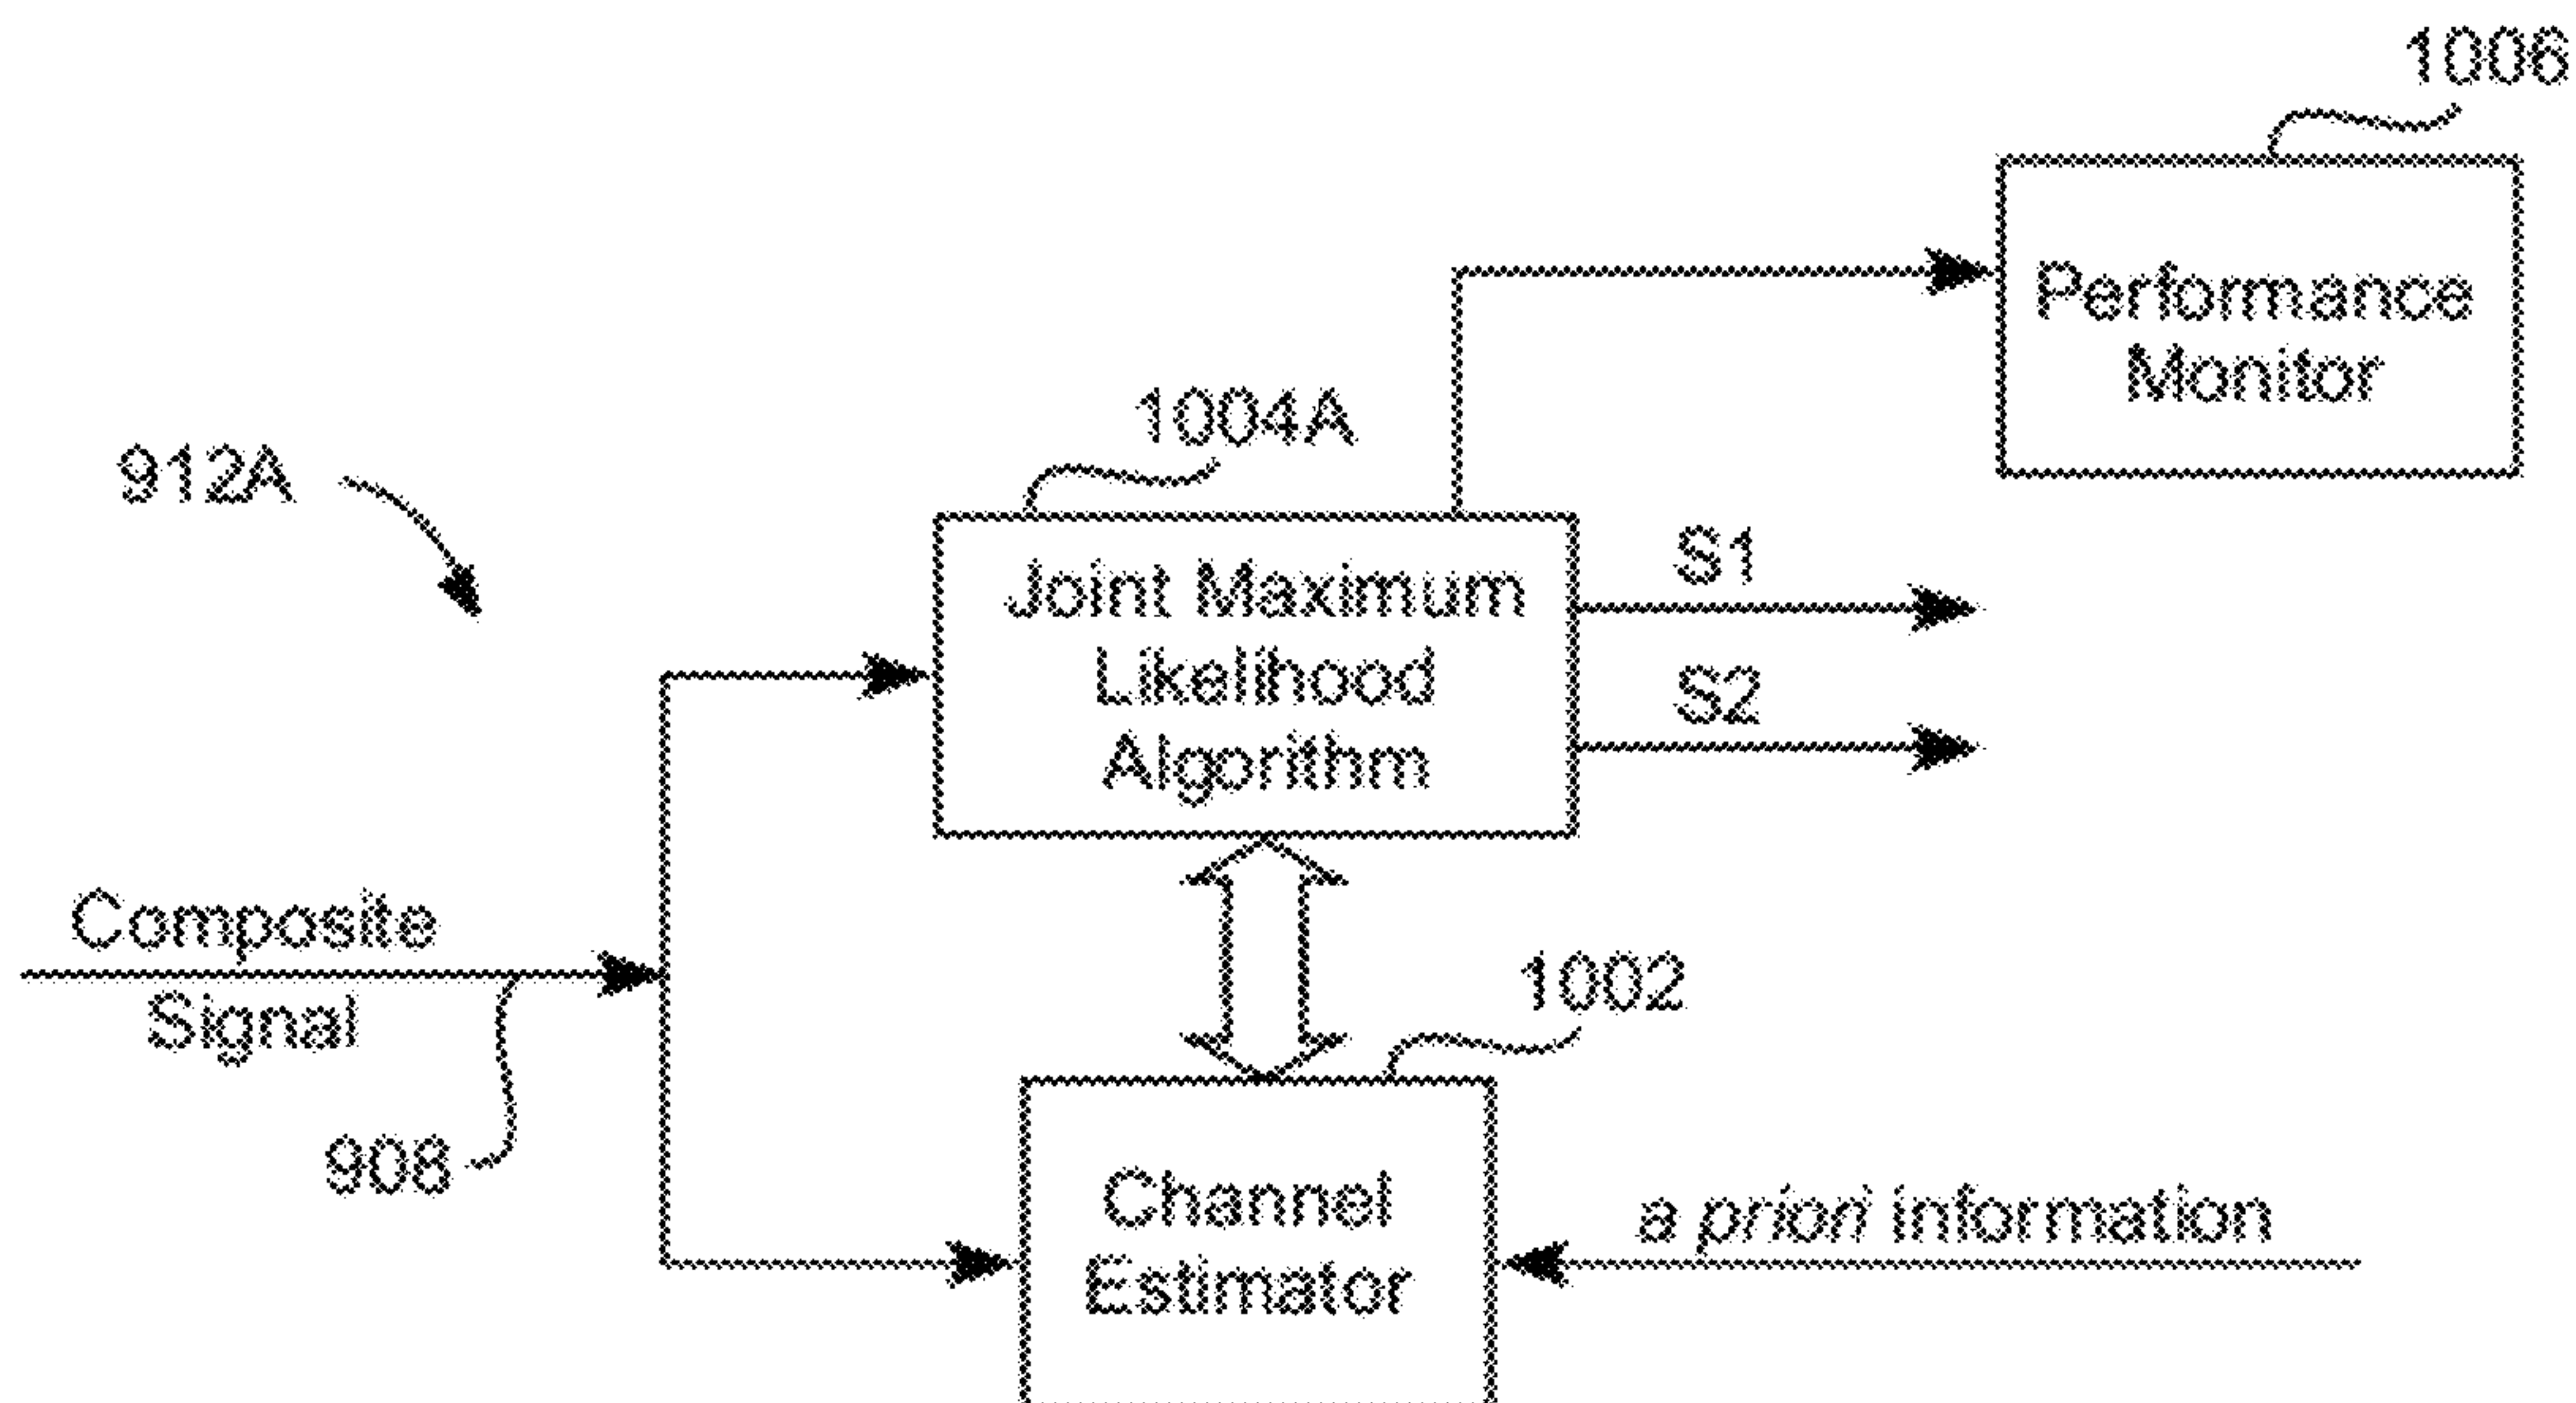 1006
Performance
Monitor
1004A
912A
Joint Maximum
Likelihood
Algorithm
S1
S2
Composite
Signal
908
1002
Channel
Estimator
a priori information